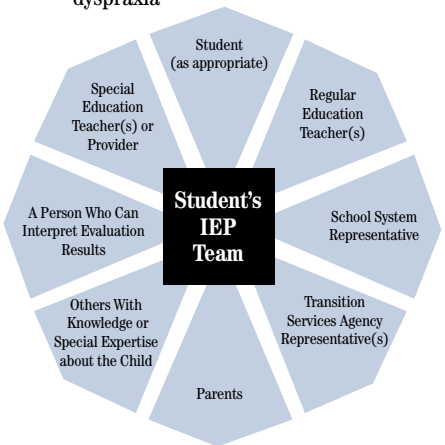 dyspraxia
Student
(as appropriate)
Regular
Education
Teacher(s)
School System
Representative
Transition
Services Agency
Representative(s)
Parents
Others With
Knowledge or
Special Expertise
about the Child
A Person Who Can
Interpret Evaluation
Results
Special
Education
Teacher(s) or
Provider
Student's
IEP
Team